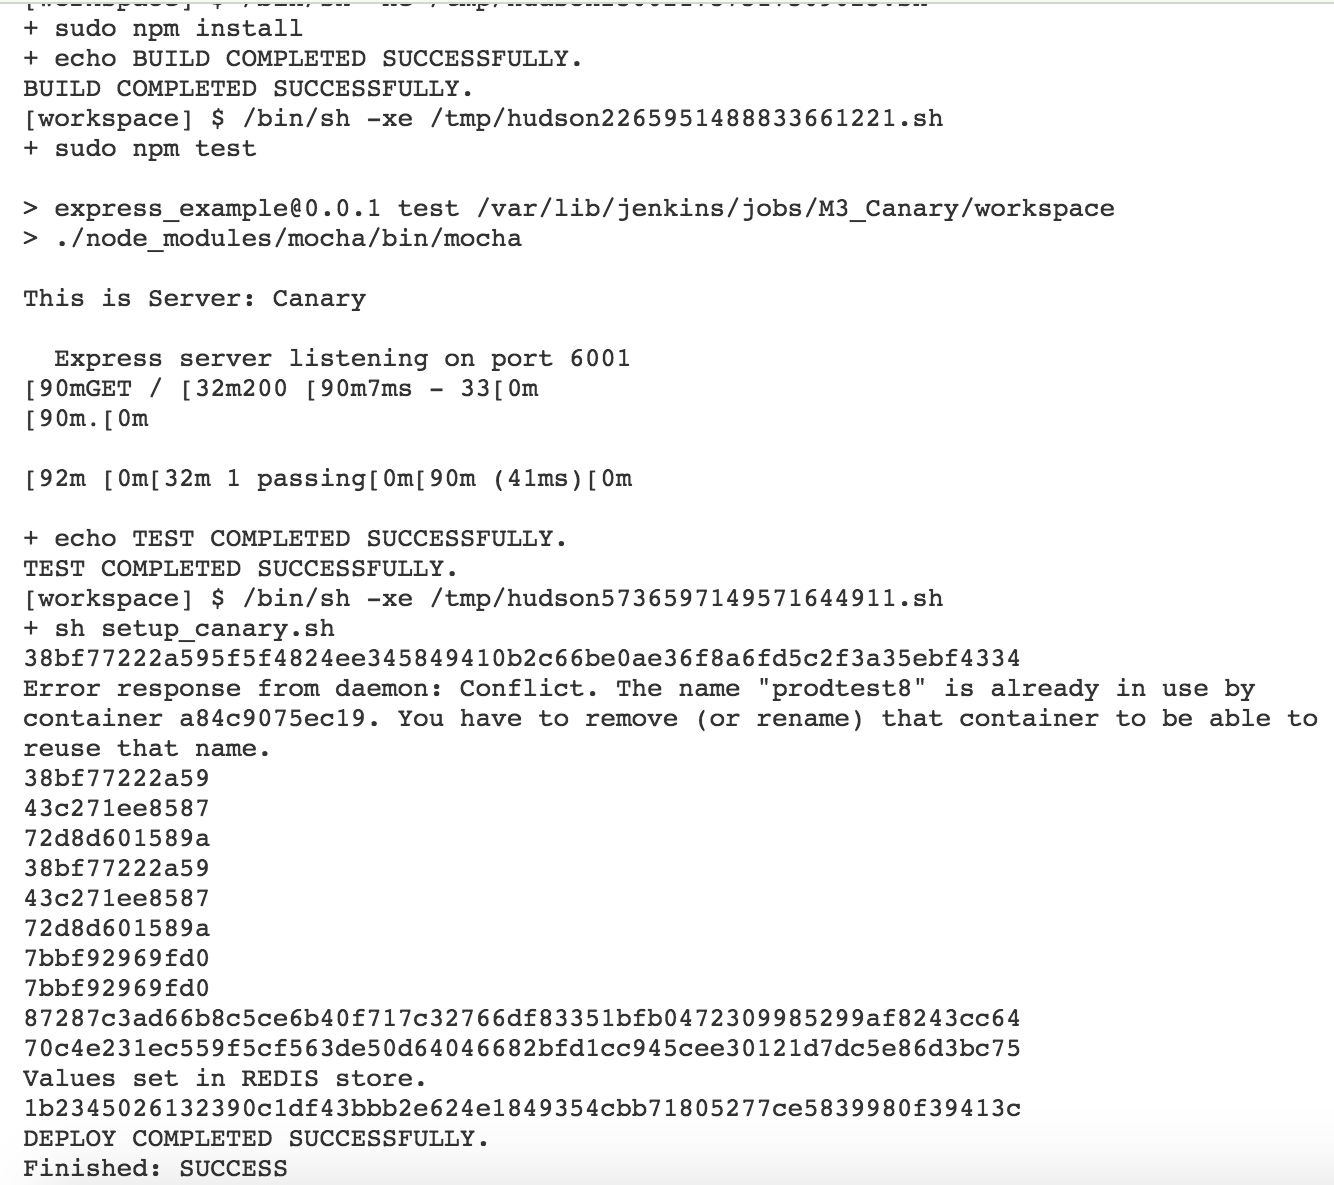 + sudo npm install
+ echo BUILD COMPLETED SUCCESSFULLY.
BUILD COMPLETED SUCCESSFULLY.
[workspace] $ /bin/sh -xe /tmp/hudson2265951488833661221.sh
+ sudo npm test
> express_example@0.0.1 test /var/lib/jenkins/jobs/M3_Canary/workspace
> ./node_modules/mocha/bin/mocha
This is Server: Canary
Express server listening on port 6001
[90mGET / [32m200 [90m7ms - 33[0m
[90m.[0m
[92m [0m[32m 1 passing[0m[90m (41ms)[0m
+ echo TEST COMPLETED SUCCESSFULLY.
TEST COMPLETED SUCCESSFULLY.
[workspace] $ /bin/sh -xe /tmp/hudson5736597149571644911.sh
+ sh setup_canary.sh
38bf77222a595f5f4824ee345849410b2c66be0ae36f8a6fd5c2f3a35ebf4334
Error response from daemon: Conflict. The name "prodtest8" is already in use by
container a84c9075ec19. You have to remove (or rename) that container to be able to
reuse that name.
38bf77222a59
43c271ee8587
72d8d601589a
38bf77222a59
43c271ee8587
72d8d601589a
7bbf92969fd0
7bbf92969fd0
87287c3ad66b8c5ce6b40f717c32766df83351bfb0472309985299af8243cc64
70c4e231ec559f5cf563de50d64046682bfd1cc945cee30121d7dc5e86d3bc75
Values set in REDIS store.
1b2345026132390c1df43bbb2e624e1849354cbb71805277ce5839980f39413c
DEPLOY COMPLETED SUCCESSFULLY.
Finished: SUCCESS